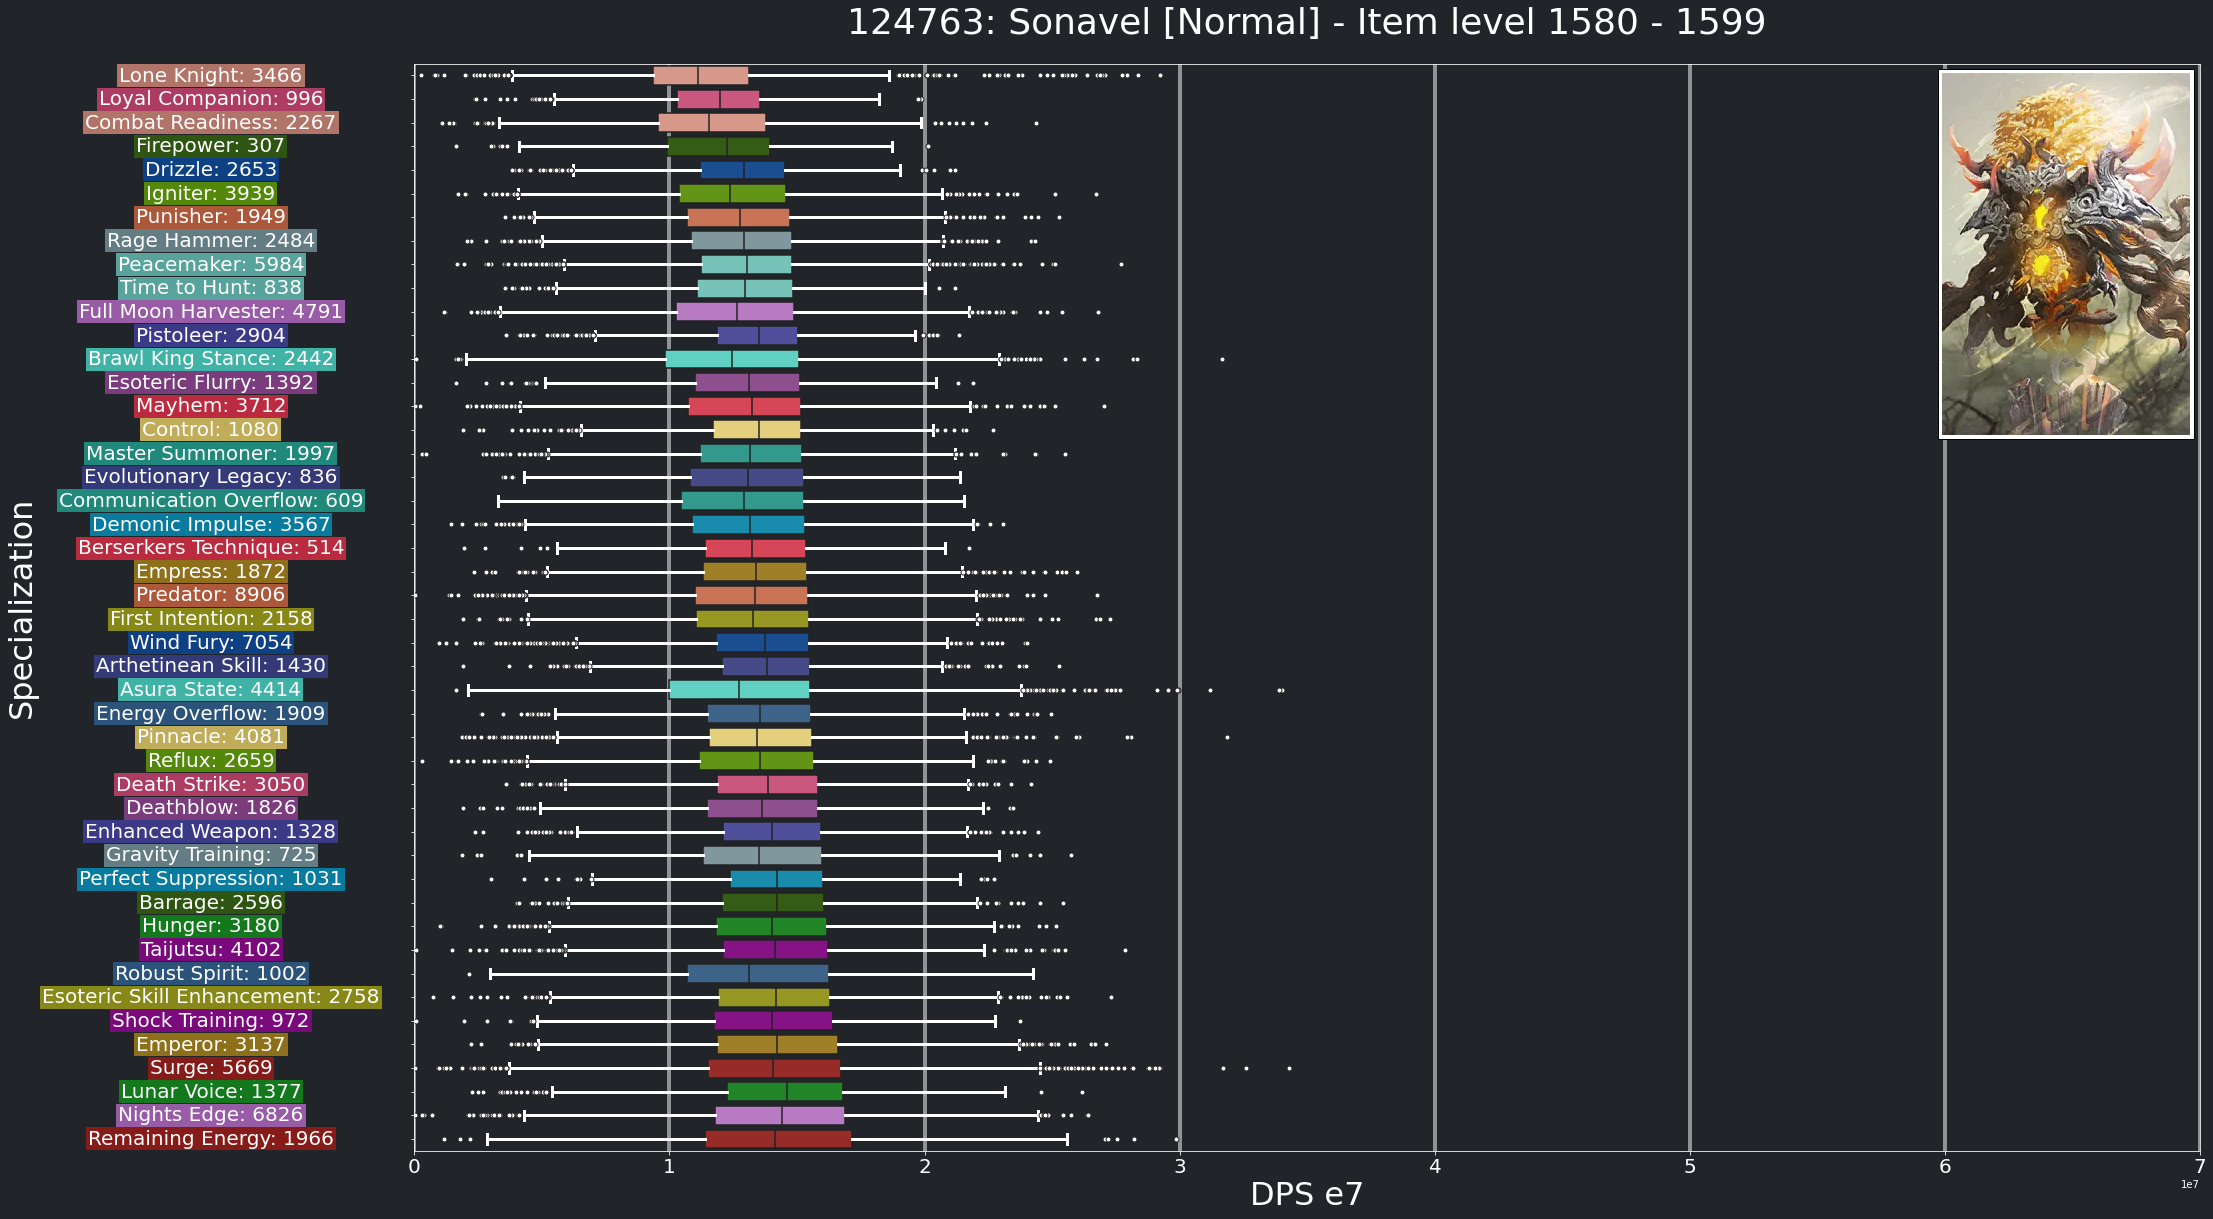 124763: Sonavel [Normal] - Item level 1580 - 1599
Specialization
Lone Knight: 3466
Loyal Companion: 996
Combat Readiness: 2267
Firepower: 307
Drizzle: 2653
Igniter: 3939
Punisher: 1949
Rage Hammer: 2484
Peacemaker: 5984
Time to Hunt: 838
Full Moon Harvester: 4791
Pistoleer: 2904
Brawl King Stance: 2442
Esoteric Flurry: 1392
Mayhem: 3712
Control: 1080
Master Summoner: 1997
Evolutionary Legacy: 836
Communication Overflow: 609
Demonic Impulse: 3567
Berserkers Technique: 514
Empress: 1872
Predator: 8906
First Intention: 2158
Wind Fury: 7054
Arthetinean Skill: 1430
Asura State: 4414
Energy Overflow: 1909
Pinnacle: 4081
Reflux: 2659
Death Strike: 3050
Deathblow: 1826
Enhanced Weapon: 1328
Gravity Training: 725
Perfect Suppression: 1031
Barrage: 2596
Hunger: 3180
Taijutsu: 4102
Robust Spirit: 1002
Esoteric Skill Enhancement: 2758
Shock Training: 972
Emperor: 3137
Surge: 5669
Lunar Voice: 1377
Nights Edge: 6826
Remaining Energy: 1966
0 1 2 3 4 5 6 7
1e7
DPS e7